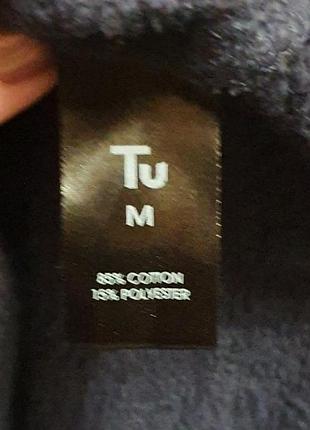 Tu
M
85% COTTON
15% POLYESTER